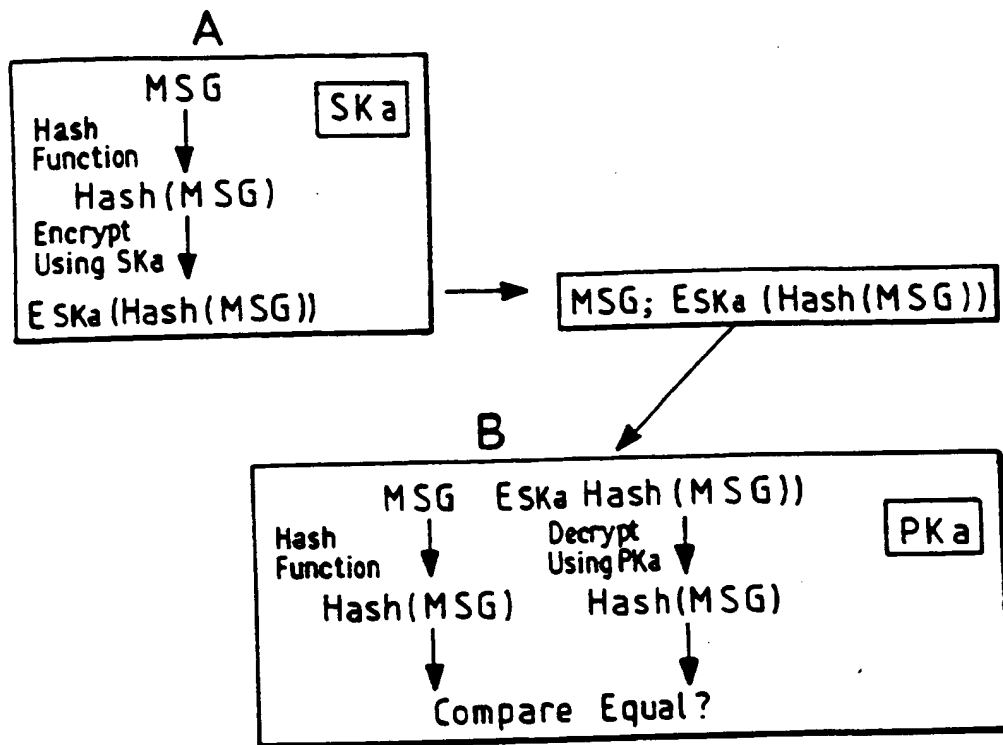 A
MSG
SKa
Hash
Function
Hash(MSG)
Encrypt
Using SKa
ESKa(Hash(MSG))
MSG; ESKa (Hash(MSG))
B
MSG ESKa Hash(MSG))
PKa
Hash
Function
Decrypt
Using PKa
Hash(MSG) Hash(MSG)
Compare Equal?